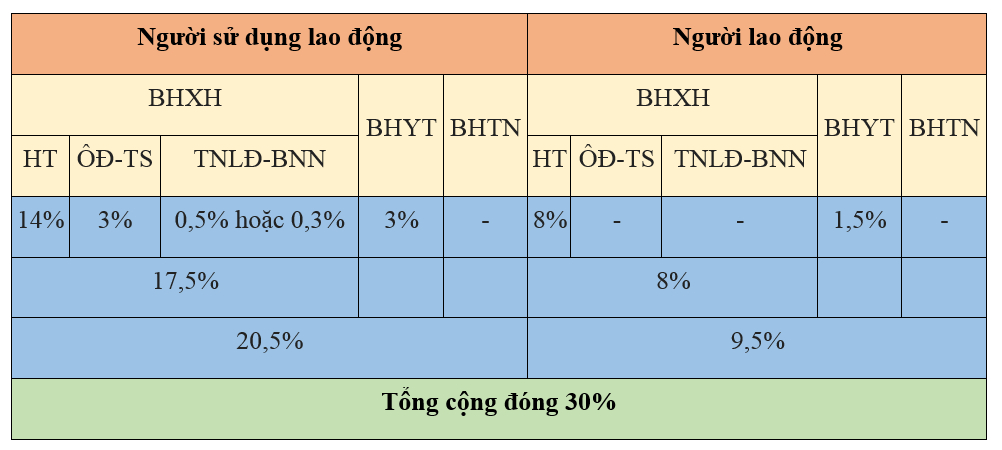 Người sử dụng lao động
Người lao động
BHXH
BHYT
BHTN
BHXH
BHYT
BHTN
HT
ÔĐ-TS
TNLĐ-BNN
HT
ÔĐ-TS
TNLĐ-BNN
14%
3%
0,5% hoặc 0,3%
3%
-
8%
-
-
1,5%
-
17,5%
8%
20,5%
9,5%
Tổng cộng đóng 30%